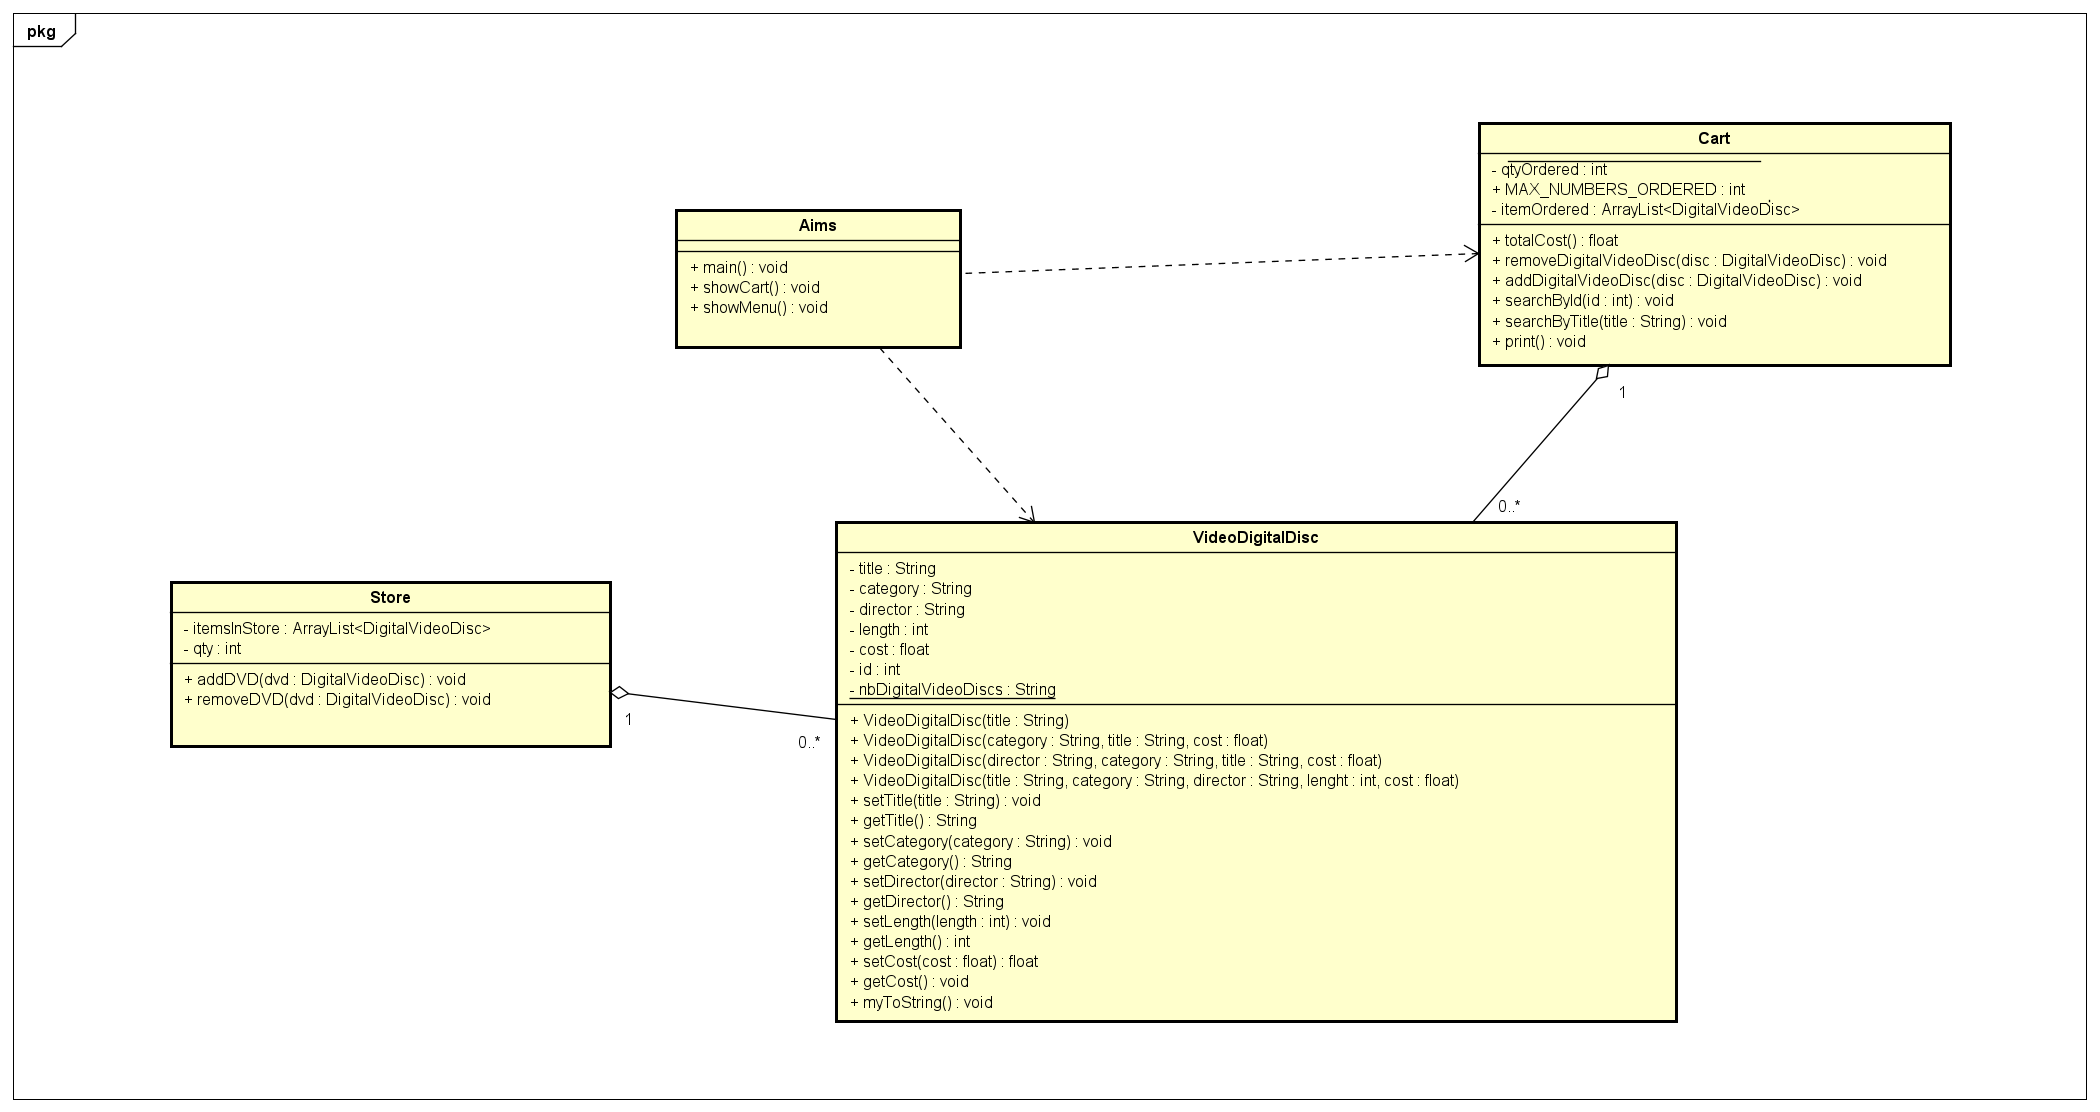 pkg
Cart
- qtyOrdered : int
+ MAX_NUMBERS_ORDERED : int
- itemOrdered : ArrayList<DigitalVideoDisc>
+ totalCost() : float
+ removeDigitalVideoDisc(disc : DigitalVideoDisc) : void
+ addDigitalVideoDisc(disc : DigitalVideoDisc) : void
+ searchById(id : int) : void
+ searchByTitle(title : String) : void
+ print() : void
1
0..*
Aims
+ main() : void
+ showCart() : void
+ showMenu() : void
Store
- itemsInStore : ArrayList<DigitalVideoDisc>
- qty : int
+ addDVD(dvd : DigitalVideoDisc) : void
+ removeDVD(dvd : DigitalVideoDisc) : void
1
0..*
VideoDigitalDisc
- title : String
- category : String
- director : String
- length : int
- cost : float
- id : int
- nbDigitalVideoDiscs : String
+ VideoDigitalDisc(title : String)
+ VideoDigitalDisc(category : String, title : String, cost : float)
+ VideoDigitalDisc(director : String, category : String, title : String, cost : float)
+ VideoDigitalDisc(title : String, category : String, director : String, lenght : int, cost : float)
+ setTitle(title : String) : void
+ getTitle() : String
+ setCategory(category : String) : void
+ getCategory() : String
+ setDirector(director : String) : void
+ getDirector() : String
+ setLength(length : int) : void
+ getLength() : int
+ setCost(cost : float) : float
+ getCost() : void
+ myToString() : void